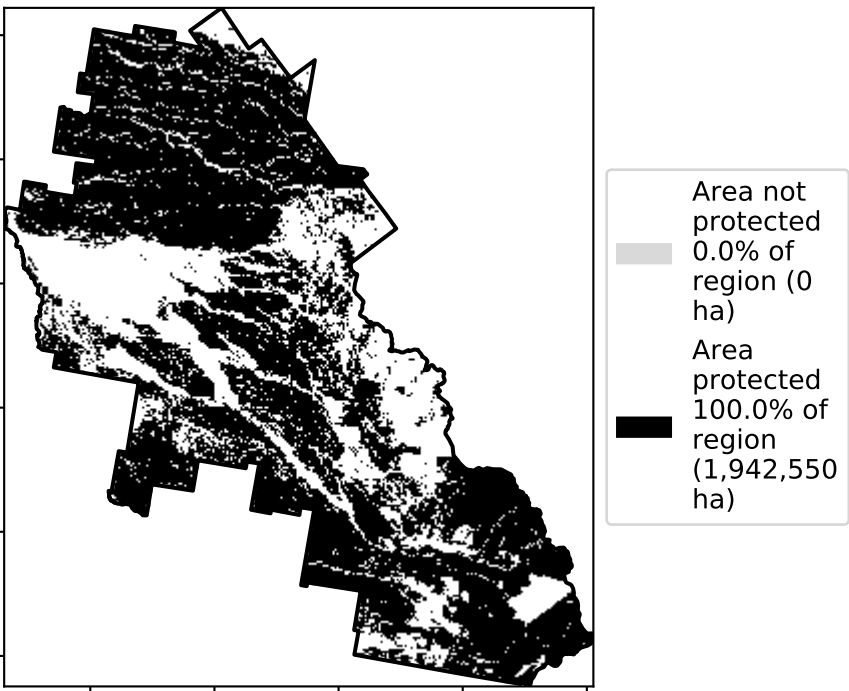 Area not
protected
0.0% of
region (0
ha)
Area
protected
100.0% of
region
(1,942,550
ha)